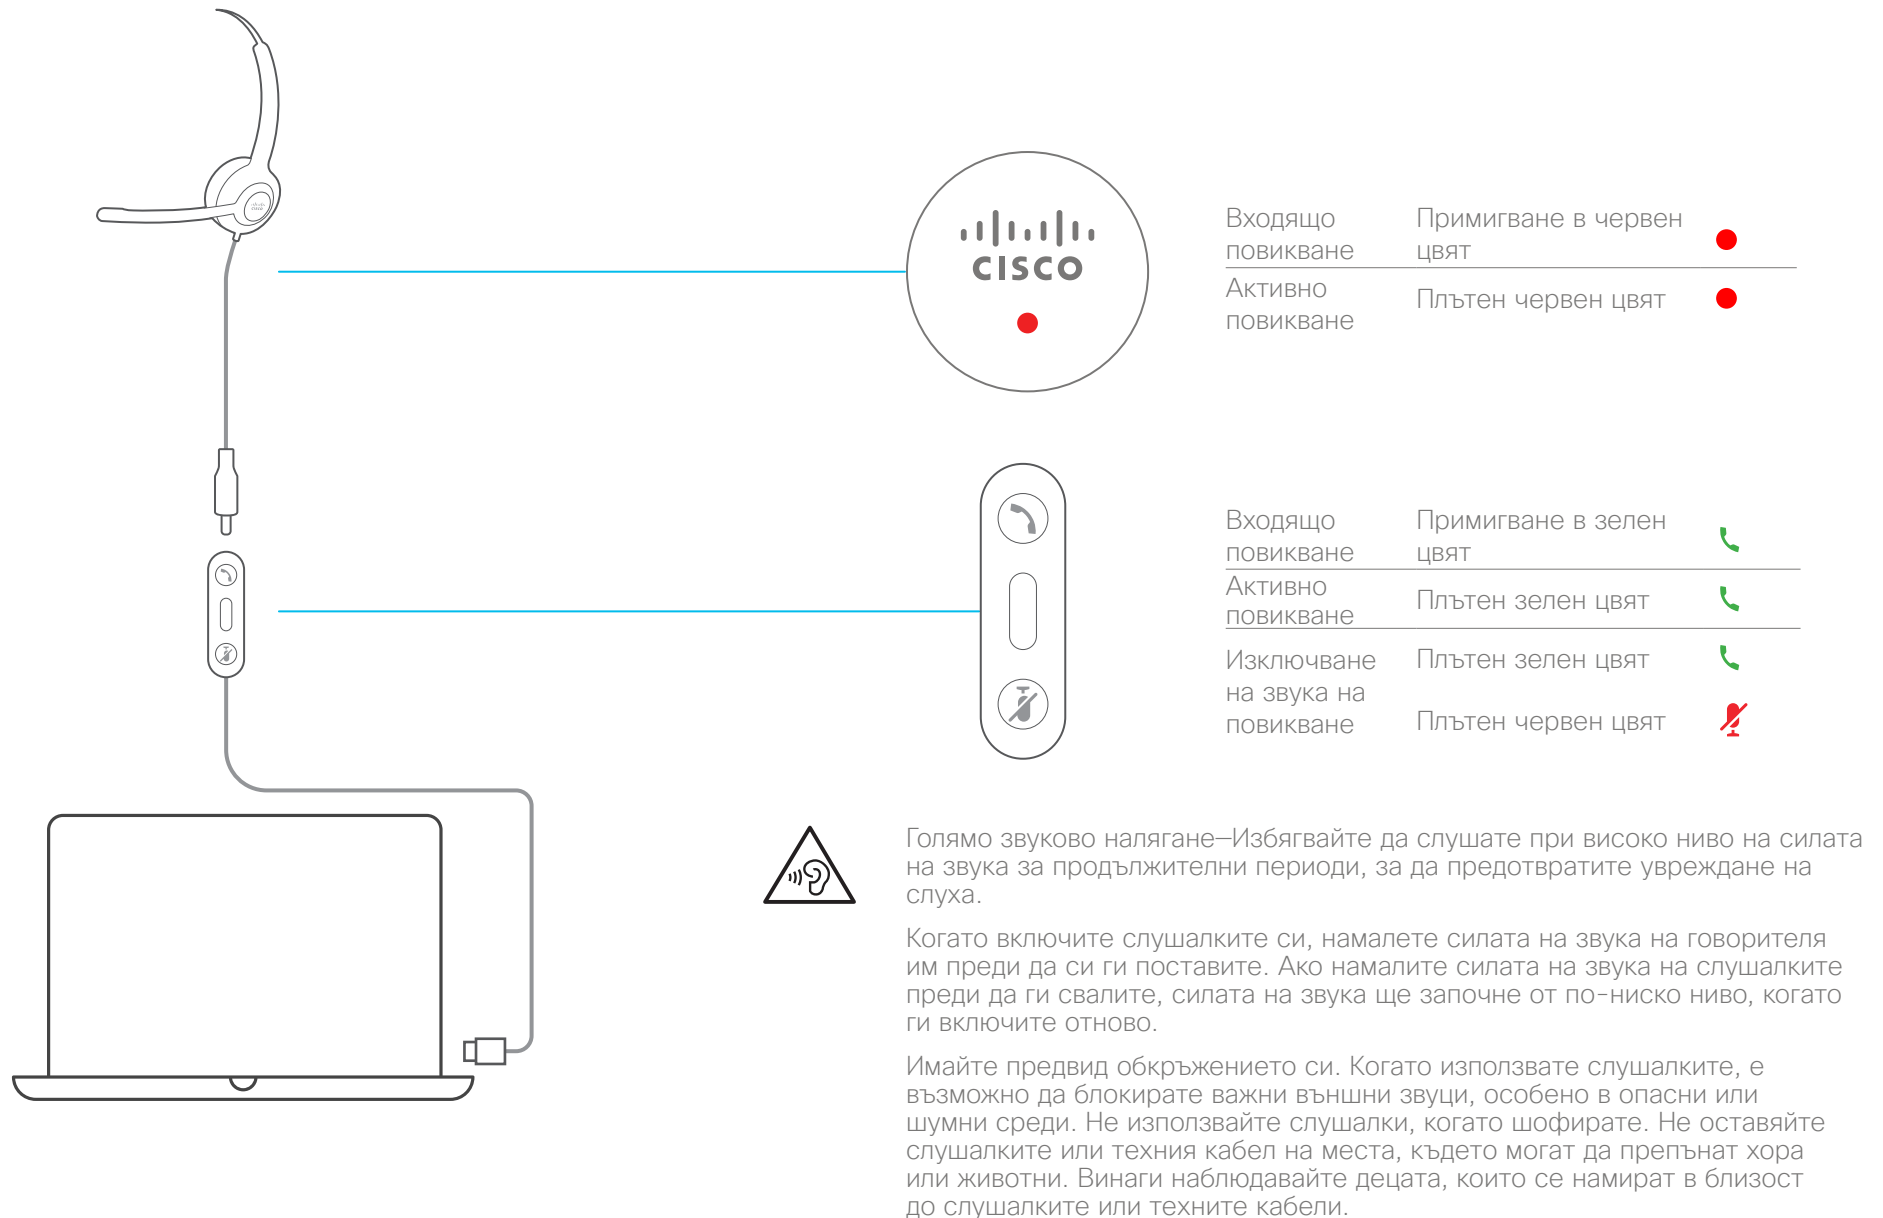 CISCO
Входящо
повикване
Примигване в червен
цвят
Активно
повикване
Плътен червен цвят
Входящо
повикване
Примигване в зелен
цвят
Активно
повикване
Плътен зелен цвят
Изключване
на звука на
повикване
Плътен зелен цвят
Плътен червен цвят
Голямо звуково налягане—Избягвайте да слушате при високо ниво на силата
на звука за продължителни периоди, за да предотвратите увреждане на
слуха.
Когато включите слушалките си, намалете силата на звука на говорителя
им преди да си ги поставите. Ако намалите силата на звука на слушалките
преди да ги свалите, силата на звука ще започне от по-ниско ниво, когато
ги включите отново.
Имайте предвид обкръжението си. Когато използвате слушалките, е
възможно да блокирате важни външни звуци, особено в опасни или
шумни среди. Не използвайте слушалки, когато шофирате. Не оставяйте
слушалките или техния кабел на места, където могат да препънат хора
или животни. Винаги наблюдавайте децата, които се намират в близост
до слушалките или техните кабели.